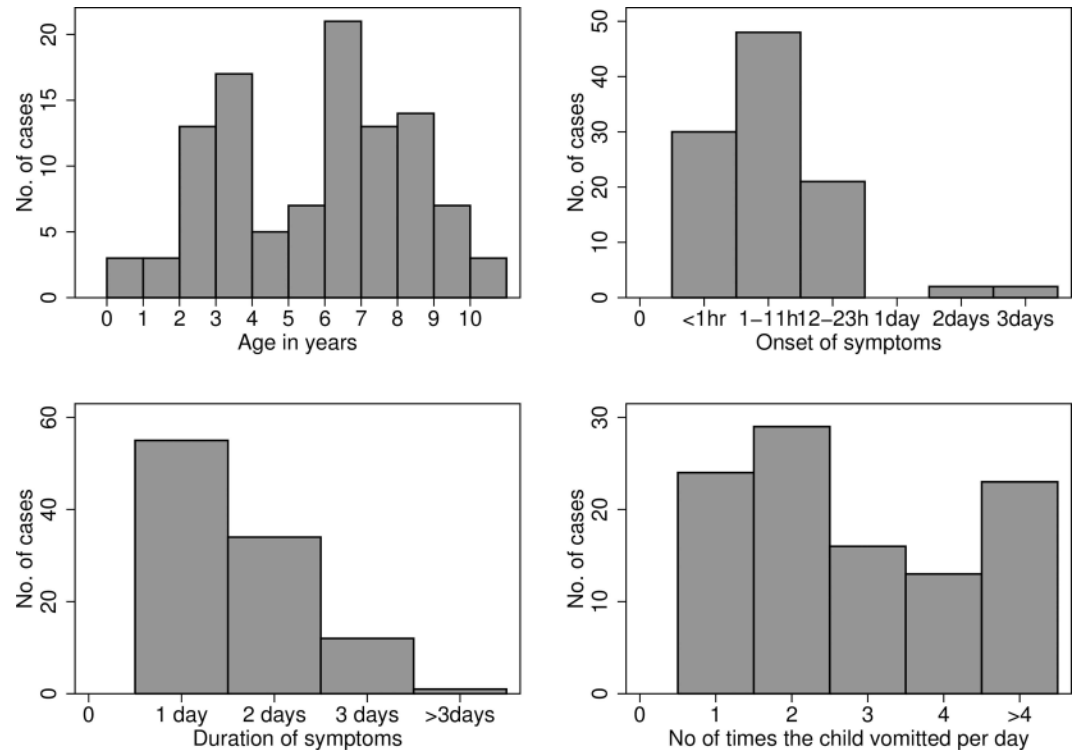 No. of cases
20
15
10
5
0
0 1 2 3 4 5 6 7 8 9 10
Age in years
No. of cases
50
40
30
20
10
0
0 <1hr 1−11h12−23h 1day 2days 3days
Onset of symptoms
No. of cases
60
40
20
0
0 1 day 2 days 3 days >3days
Duration of symptoms
No. of cases
30
20
10
0
0 1 2 3 4 >4
No of times the child vomitted per day